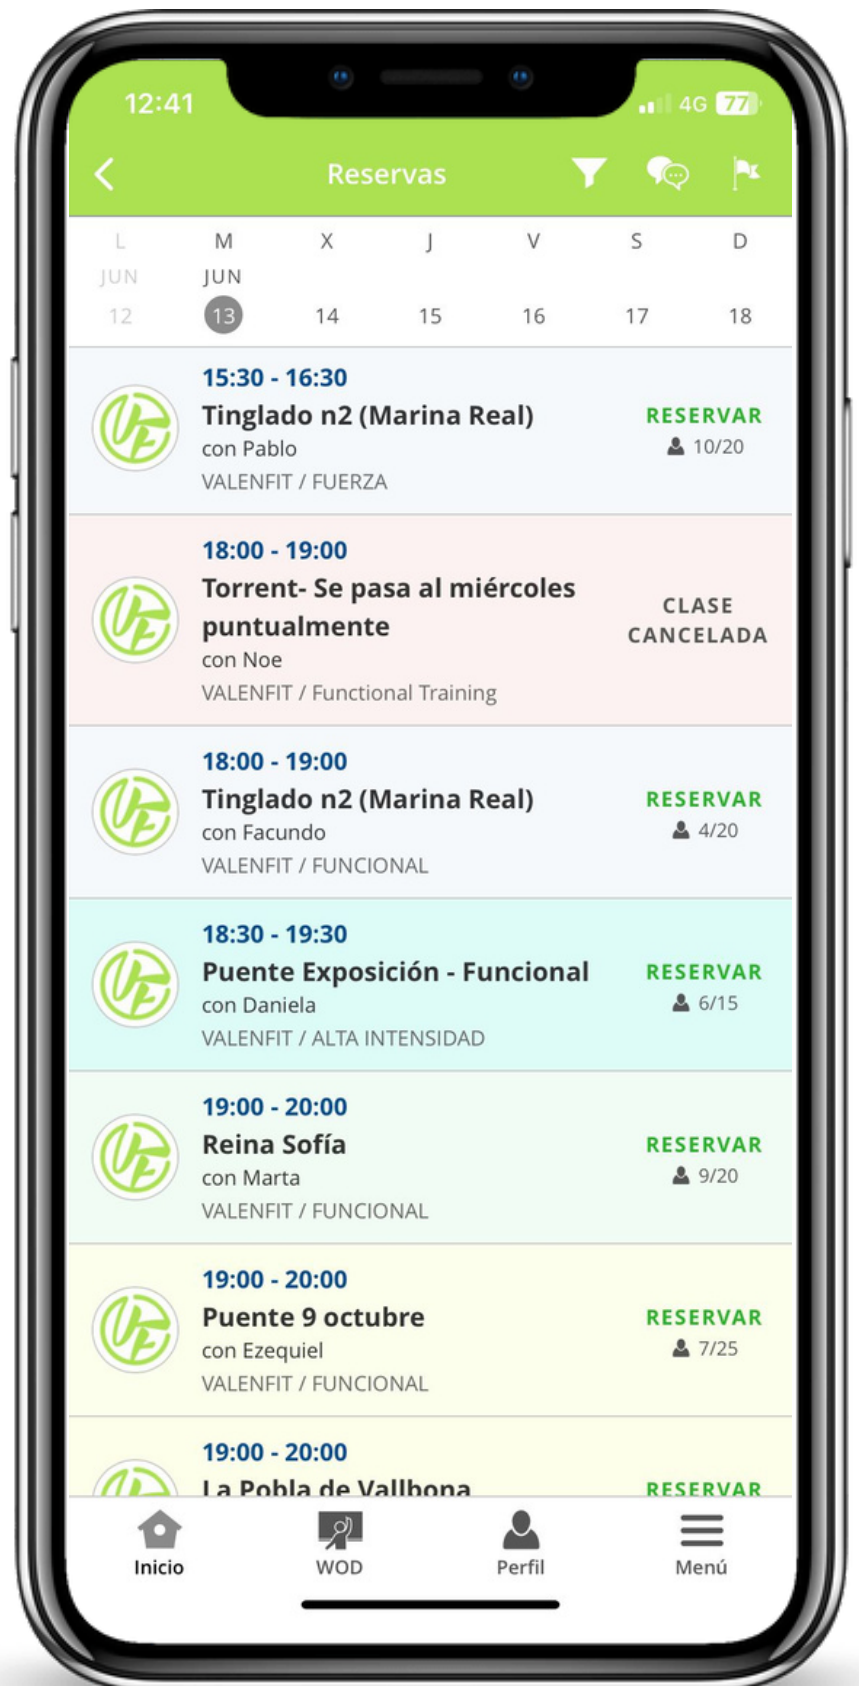 12:41
4G 77
Reservas
L M X J V S D
JUN JUN
12 13 14 15 16 17 18
15:30 - 16:30
Tinglado n2 (Marina Real)
con Pablo
VALENFIT / FUERZA
RESERVAR
10/20
18:00 - 19:00
Torrent- Se pasa al miércoles
puntualmente
con Noe
VALENFIT / Functional Training
CLASE
CANCELADA
18:00 - 19:00
Tinglado n2 (Marina Real)
con Facundo
VALENFIT / FUNCIONAL
RESERVAR
4/20
18:30 - 19:30
Puente Exposición - Funcional
con Daniela
VALENFIT / ALTA INTENSIDAD
RESERVAR
6/15
19:00 - 20:00
Reina Sofía
con Marta
VALENFIT / FUNCIONAL
RESERVAR
9/20
19:00 - 20:00
Puente 9 octubre
con Ezequiel
VALENFIT / FUNCIONAL
RESERVAR
7/25
19:00 - 20:00
La Pobla de Vallbona
RESERVAR
Inicio WOD Perfil Menú